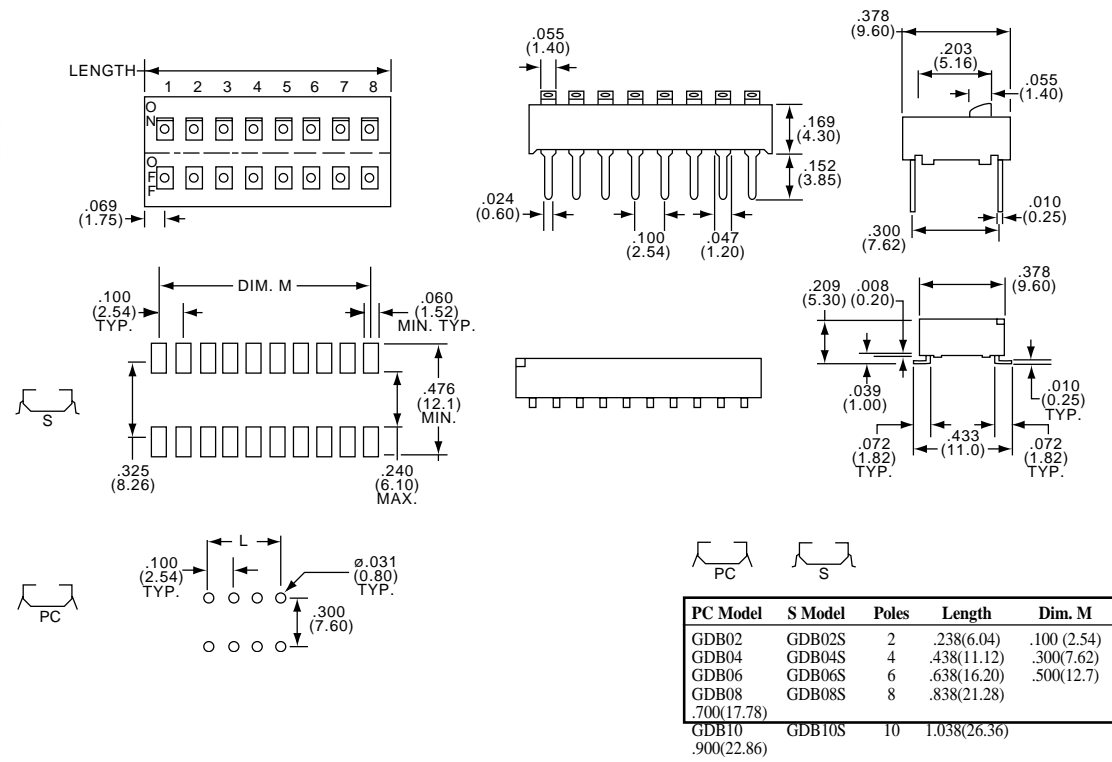 LENGTH
1 2 3 4 5 6 7 8
O
N
O
F
F
.069
(1.75)
.055
(1.40)
.169
(4.30)
.152
(3.85)
.024
(0.60)
.100
(2.54)
.047
(1.20)
.378
(9.60)
.203
(5.16)
.055
(1.40)
.010
(0.25)
.300
(7.62)
DIM. M
.100
(2.54)
TYP.
.060
(1.52)
MIN. TYP.
.476
(12.1)
MIN.
S
.325
(8.26)
.240
(6.10)
MAX.
.378
(9.60)
.209
(5.30)
.008
(0.20)
.039
(1.00)
.010
(0.25)
TYP.
.072
(1.82)
TYP.
.433
(11.0)
.072
(1.82)
TYP.
L
.100
(2.54)
TYP.
ø.031
(0.80)
TYP.
.300
(7.60)
PC
PC S
PC Model S Model Poles Length Dim. M
GDB02 GDB02S 2 .238(6.04) .100 (2.54)
GDB04 GDB04S 4 .438(11.12) .300(7.62)
GDB06 GDB06S 6 .638(16.20) .500(12.7)
GDB08 GDB08S 8 .838(21.28)
.700(17.78)
GDB10 GDB10S 10 1.038(26.36)
.900(22.86)